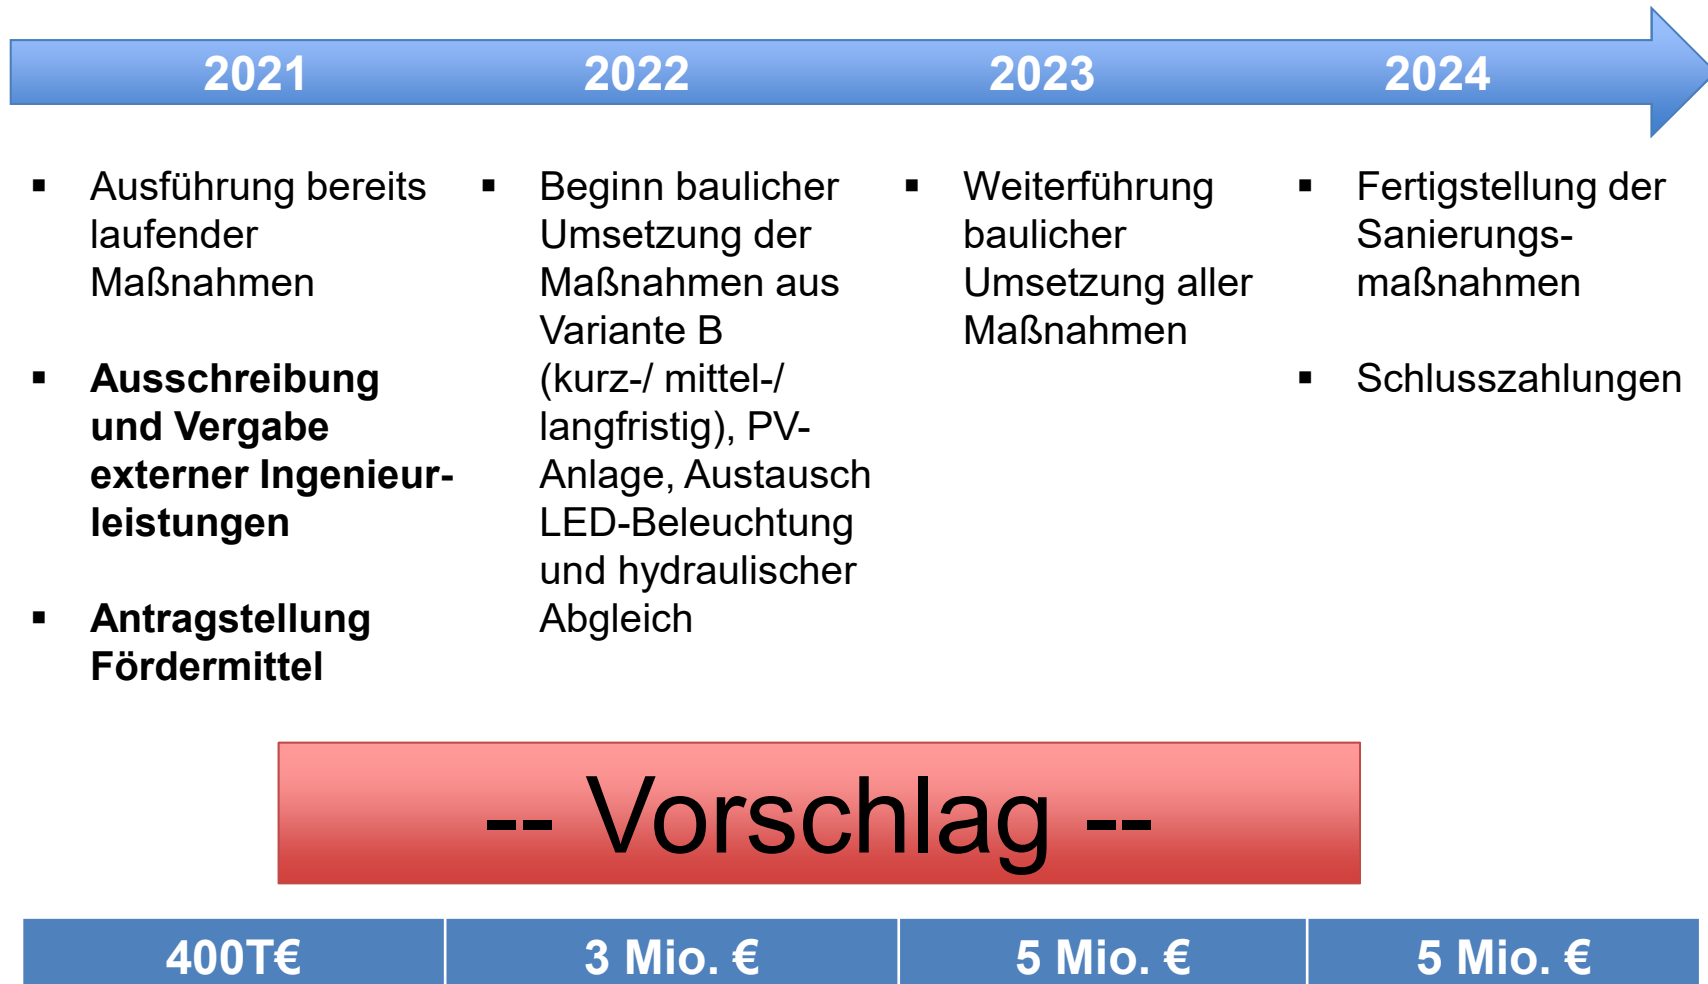 2021 2022 2023 2024
▪ Ausführung bereits
laufender
Maßnahmen
▪ Ausschreibung
und Vergabe
externer Ingenieur-
leistungen
▪ Antragstellung
Fördermittel
▪ Beginn baulicher
Umsetzung der
Maßnahmen aus
Variante B
(kurz-/ mittel-/
langfristig), PV-
Anlage, Austausch
LED-Beleuchtung
und hydraulischer
Abgleich
▪ Weiterführung
baulicher
Umsetzung aller
Maßnahmen
▪ Fertigstellung der
Sanierungs-
maßnahmen
▪ Schlusszahlungen
-- Vorschlag --
400T€ 3 Mio. € 5 Mio. € 5 Mio. €